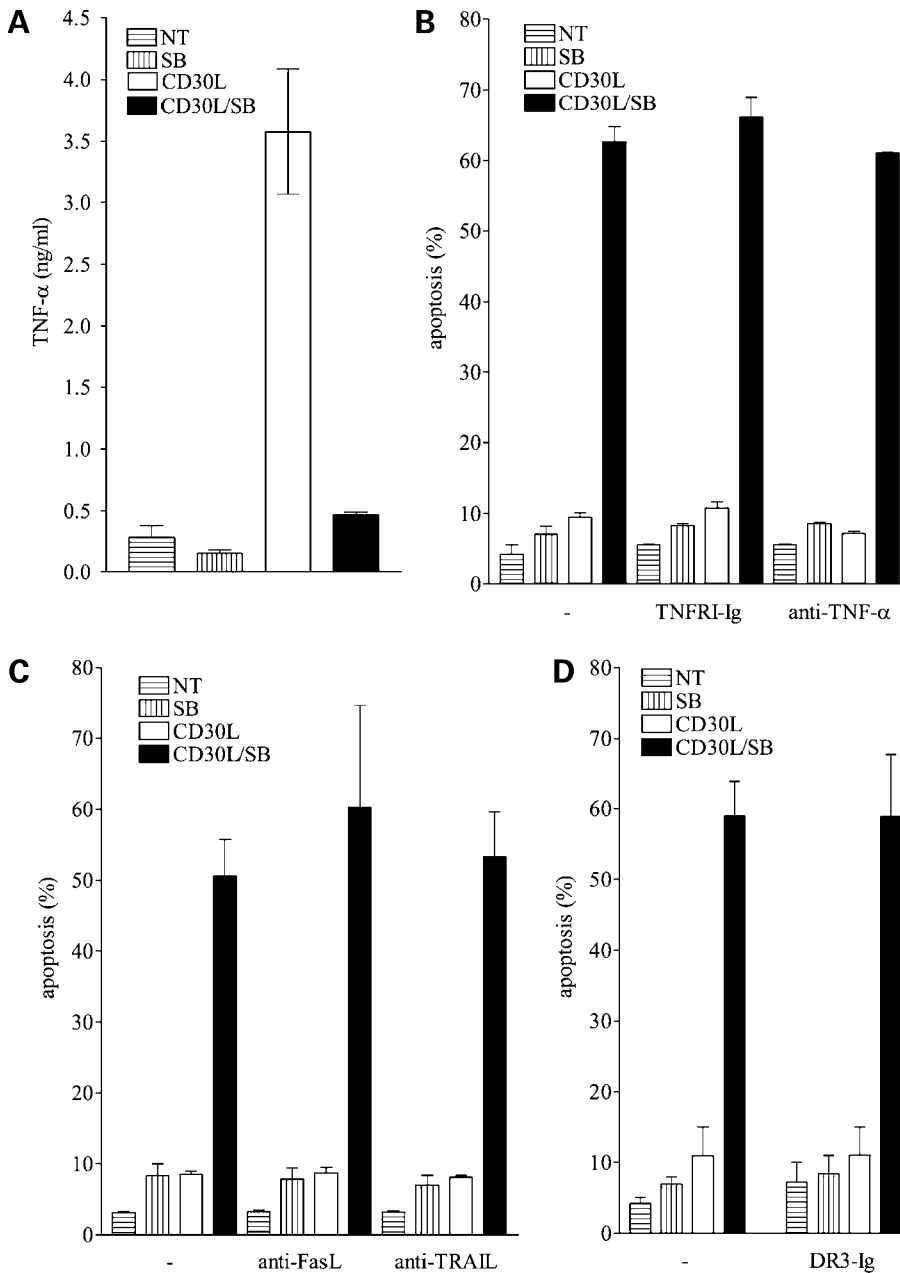 A
4.5
4.0
3.5
3.0
2.5
2.0
1.5
1.0
0.5
0.0
TNF-α (ng/ml)
NT
SB
CD30L
CD30L/SB
B
80
70
60
50
40
30
20
10
0
apoptosis (%)
NT
SB
CD30L
CD30L/SB
- TNFRI-Ig anti-TNF-α
C
80
70
60
50
40
30
20
10
0
apoptosis (%)
NT
SB
CD30L
CD30L/SB
- anti-FasL anti-TRAIL
D
80
70
60
50
40
30
20
10
0
apoptosis (%)
NT
SB
CD30L
CD30L/SB
- DR3-Ig